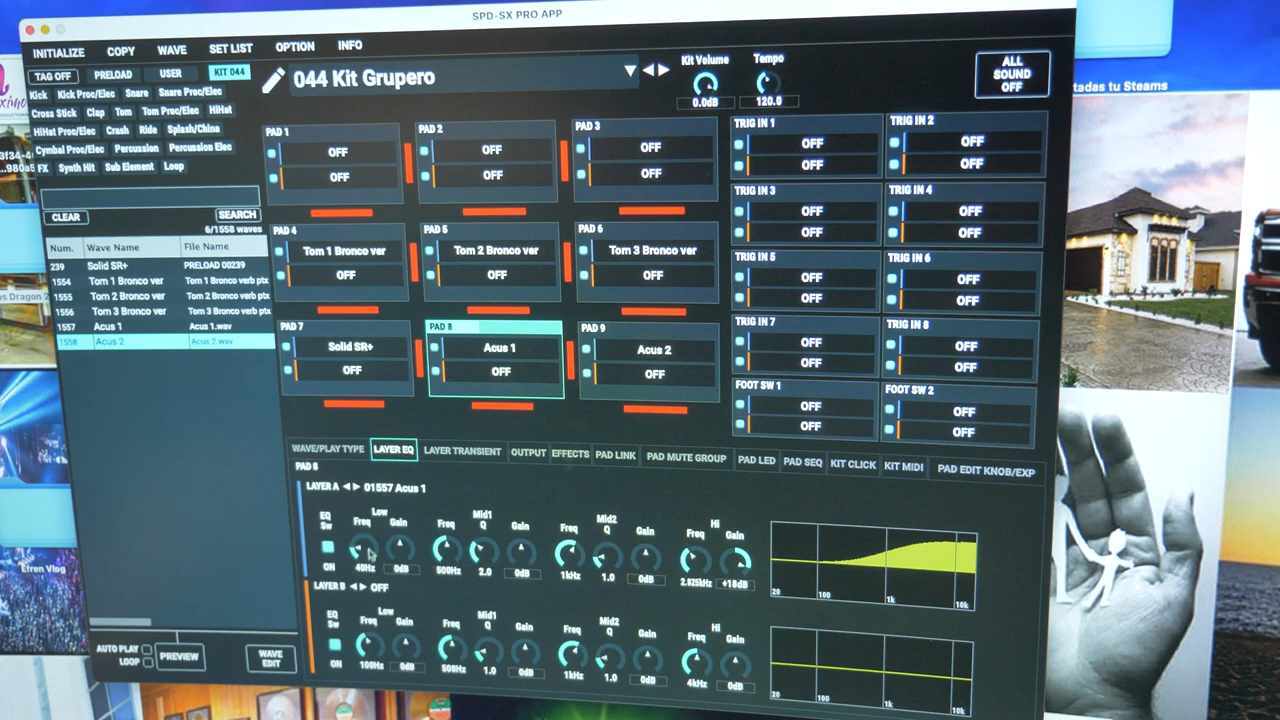 SPD-SX PRO APP
INITIALIZE COPY WAVE SET LIST OPTION INFO
TAG OFF PRELOAD USER KIT 044
Kick Kick Proc/Elec Snare Snare Proc/Elec
Cross Stick Clap Tom Tom Proc/Elec HiHat
HiHat Proc/Elec Crash Ride Splash/China
Cymbal Proc/Elec Percussion Percussion Elec
FX Synth Hit Sub Element Loop
CLEAR SEARCH
6/1558 waves
Num. Wave Name File Name
239 Solid SR+ PRELOAD 00239
1554 Tom 1 Bronco ver Tom 1 Bronco verb ptx
1555 Tom 2 Bronco ver Tom 2 Bronco verb ptx
1556 Tom 3 Bronco ver Tom 3 Bronco verb ptx
1557 Acus 1 Acus 1.wav
1558 Acus 2 Acus 2.wav
AUTO PLAY
LOOP
PREVIEW
WAVE
EDIT
044 Kit Grupero
Kit Volume
0.0dB
Tempo
120.0
ALL
SOUND
OFF
PAD 1
OFF
OFF
PAD 2
OFF
OFF
PAD 3
OFF
OFF
PAD 4
Tom 1 Bronco ver
OFF
PAD 5
Tom 2 Bronco ver
OFF
PAD 6
Tom 3 Bronco ver
OFF
PAD 7
Solid SR+
OFF
PAD 8
Acus 1
OFF
PAD 9
Acus 2
OFF
TRIG IN 1
OFF
OFF
TRIG IN 2
OFF
OFF
TRIG IN 3
OFF
OFF
TRIG IN 4
OFF
OFF
TRIG IN 5
OFF
OFF
TRIG IN 6
OFF
OFF
TRIG IN 7
OFF
OFF
TRIG IN 8
OFF
OFF
FOOT SW 1
OFF
OFF
FOOT SW 2
OFF
OFF
WAVE/PLAY TYPE LAYER EQ LAYER TRANSIENT OUTPUT EFFECTS PAD LINK PAD MUTE GROUP PAD LED PAD SEQ KIT CLICK KIT MIDI PAD EDIT KNOB/EXP
PAD 8
LAYER A 01557 Acus 1
EQ Sw Low Freq Gain Mid1 Q Gain Freq Mid2 Q Gain Hi Freq Gain
ON 40Hz 0dB 500Hz 2.0 0dB 1kHz 1.0 0dB 2.825kHz +18dB
20 100 1k 10k
LAYER B OFF
EQ Sw Low Freq Gain Freq Mid1 Q Gain Freq Mid2 Q Gain Hi Freq Gain
ON 100Hz 0dB 500Hz 1.0 0dB 1kHz 1.0 0dB 4kHz 0dB
20 100 1k 10k
tadas tu Steams
os Dragon 2
Efren Vlog